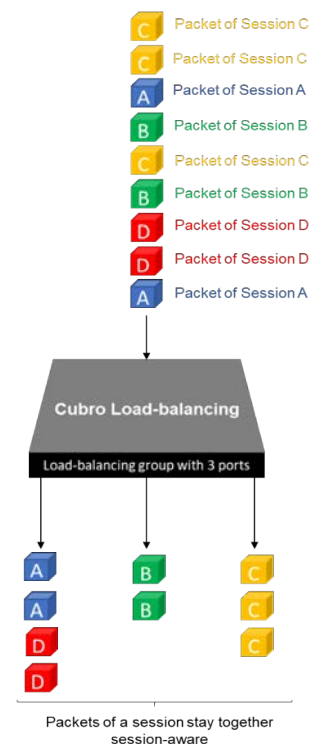 C Packet of Session C
C Packet of Session C
A Packet of Session A
B Packet of Session B
C Packet of Session C
B Packet of Session B
D Packet of Session D
D Packet of Session D
A Packet of Session A
Cubro Load-balancing
Load-balancing group with 3 ports
A B C
A B C
D C
D
Packets of a session stay together
session-aware